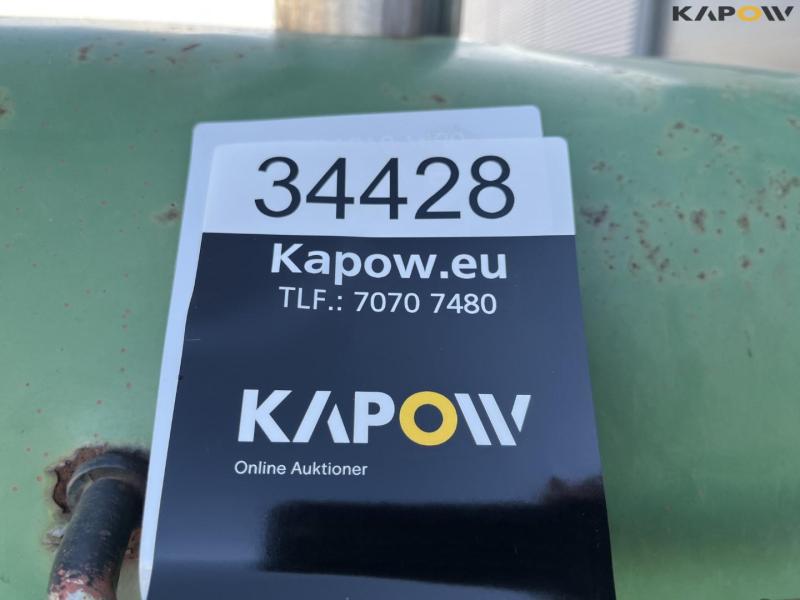 KAPOW
34428
Kapow.eu
TLF.: 7070 7480
KAPOW
Online Auktioner